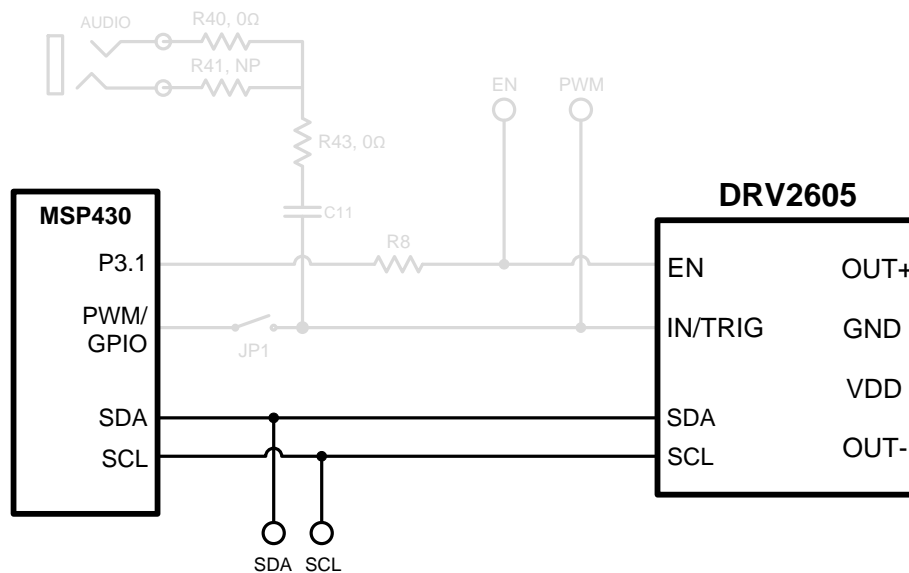 AUDIO
R40, 0Ω
R41, NP
R43, 0Ω
C11
EN
PWM
DRV2605
MSP430
P3.1
R8
EN
OUT+
PWM/
GPIO
JP1
IN/TRIG
GND
VDD
SDA
SDA
SCL
SCL
OUT-
SDA
SCL